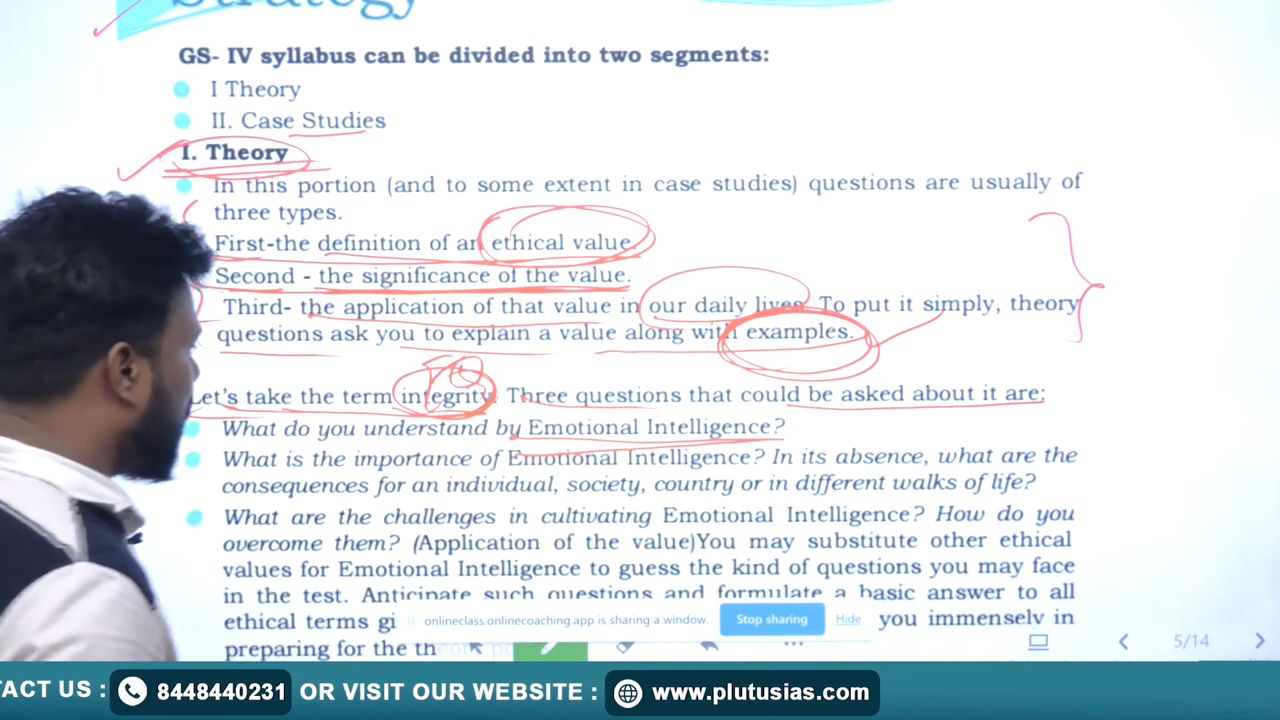 Strategy
GS- IV syllabus can be divided into two segments:
I Theory
II. Case Studies
I. Theory
In this portion (and to some extent in case studies) questions are usually of
three types.
First-the definition of an ethical value.
Second - the significance of the value.
Third- the application of that value in our daily lives. To put it simply, theory
questions ask you to explain a value along with examples.
Let's take the term integrity. Three questions that could be asked about it are:
What do you understand by Emotional Intelligence?
What is the importance of Emotional Intelligence? In its absence, what are the
consequences for an individual, society, country or in different walks of life?
What are the challenges in cultivating Emotional Intelligence? How do you
overcome them? (Application of the value)You may substitute other ethical
values for Emotional Intelligence to guess the kind of questions you may face
in the test. Anticipate such questions and formulate a basic answer to all
ethical terms gi you immensely in
onlineclass.onlinecoaching.app is sharing a window. Stop sharing Hide
preparing for the th
5/14
TACT US : 8448440231 OR VISIT OUR WEBSITE : www.plutusias.com